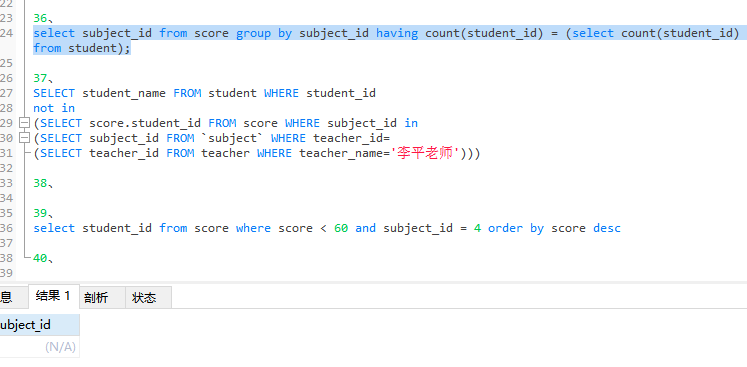 22
23 36、
24 select subject_id from score group by subject_id having count(student_id) = (select count(student_id)
from student);
25
26 37、
27 SELECT student_name FROM student WHERE student_id
28 not in
29 (SELECT score.student_id FROM score WHERE subject_id in
30 (SELECT subject_id FROM `subject` WHERE teacher_id=
31 (SELECT teacher_id FROM teacher WHERE teacher_name='李平老师')))
32
33 38、
34
35 39、
36 select student_id from score where score < 60 and subject_id = 4 order by score desc
37
38 40、
39
息 结果 1 剖析 状态
ubject_id
(N/A)